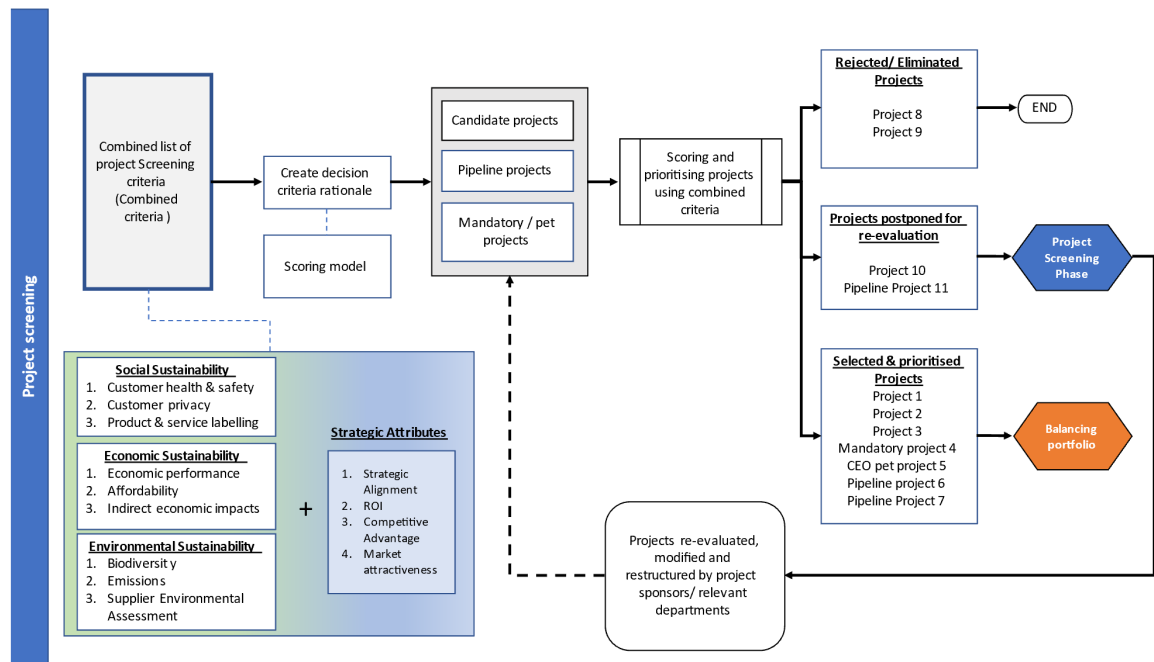 Project screening
Combined list of
project Screening
criteria
(Combined
criteria )
Create decision
criteria rationale
Scoring model
Candidate projects
Pipeline projects
Mandatory / pet
projects
Scoring and
prioritising projects
using combined
criteria
Rejected/ Eliminated
Projects
Project 8
Project 9
END
Projects postponed for
re-evaluation
Project 10
Pipeline Project 11
Project
Screening
Phase
Selected & prioritised
Projects
Project 1
Project 2
Project 3
Mandatory project 4
CEO pet project 5
Pipeline project 6
Pipeline Project 7
Balancing
portfolio
Social Sustainability
1. Customer health & safety
2. Customer privacy
3. Product & service labelling
Economic Sustainability
1. Economic performance
2. Affordability
3. Indirect economic impacts
Environmental Sustainability
1. Biodiversity
2. Emissions
3. Supplier Environmental
Assessment
+
Strategic Attributes
1. Strategic
Alignment
2. ROI
3. Competitive
Advantage
4. Market
attractiveness
Projects re-evaluated,
modified and
restructured by project
sponsors/ relevant
departments